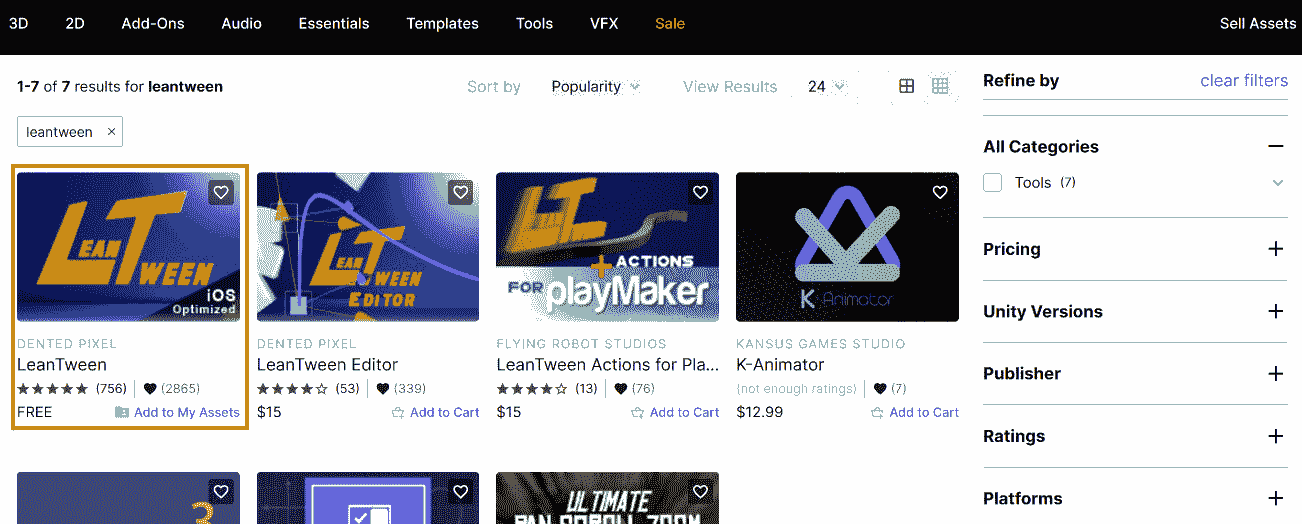 3D 2D Add-Ons Audio Essentials Templates Tools VFX Sale Sell Assets
1-7 of 7 results for leantween Sort by Popularity View Results 24
Refine by clear filters
leantween ×
All Categories
Tools (7)
Pricing
Unity Versions
Publisher
Ratings
Platforms
LEAN TWEEN
iOS
Optimized
DENTED PIXEL
LeanTween
(756) (2865)
FREE Add to My Assets
LEAN TWEEN
EDITOR
DENTED PIXEL
LeanTween Editor
(53) (339)
$15 Add to Cart
LT
+ ACTIONS
FOR playMaker
FLYING ROBOT STUDIOS
LeanTween Actions for Pla...
(13) (76)
$15 Add to Cart
K Animator
KANSUS GAMES STUDIO
K-Animator
(not enough ratings) (7)
$12.99 Add to Cart
3
ULTIMATE